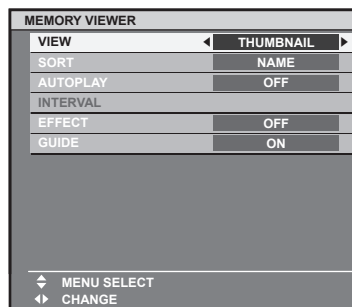 MEMORY VIEWER
VIEW THUMBNAIL
SORT NAME
AUTOPLAY OFF
INTERVAL
EFFECT OFF
GUIDE ON
MENU SELECT
CHANGE